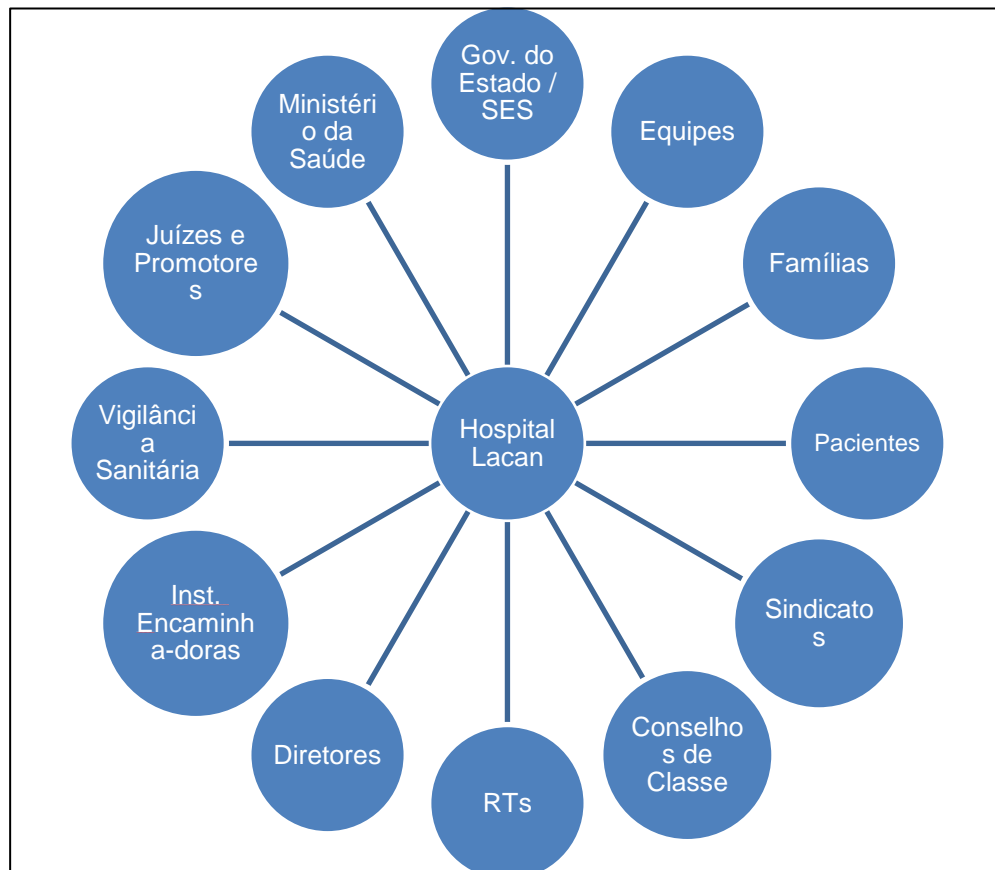 Gov. do
Estado /
SES
Equipes
Famílias
Pacientes
Sindicato
s
Conselho
s de
Classe
RTs
Diretores
Inst.
Encaminh
a-doras
Vigilânci
a
Sanitária
Juízes e
Promotore
s
Ministéri
o da
Saúde
Hospital
Lacan